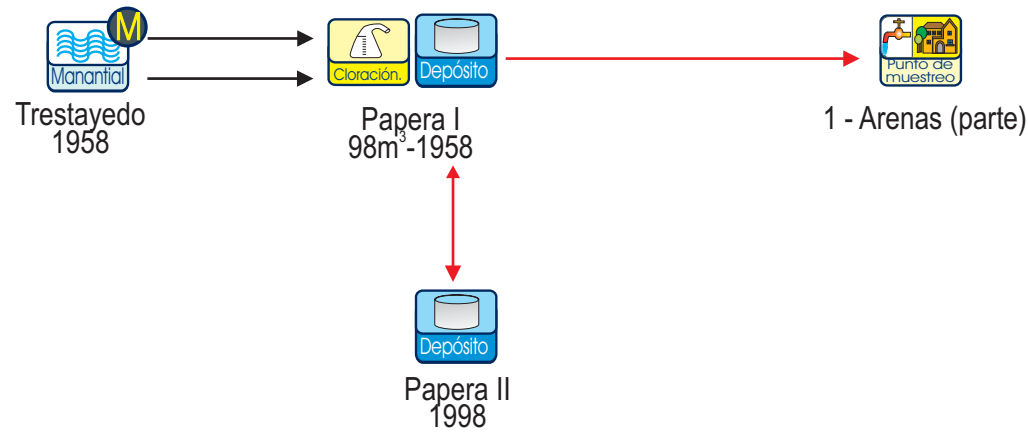 M
Manantial
Trestayedo
1958
Cloración.
Depósito
Papera I
98m³-1958
Punto de
muestreo
1 - Arenas (parte)
Depósito
Papera II
1998